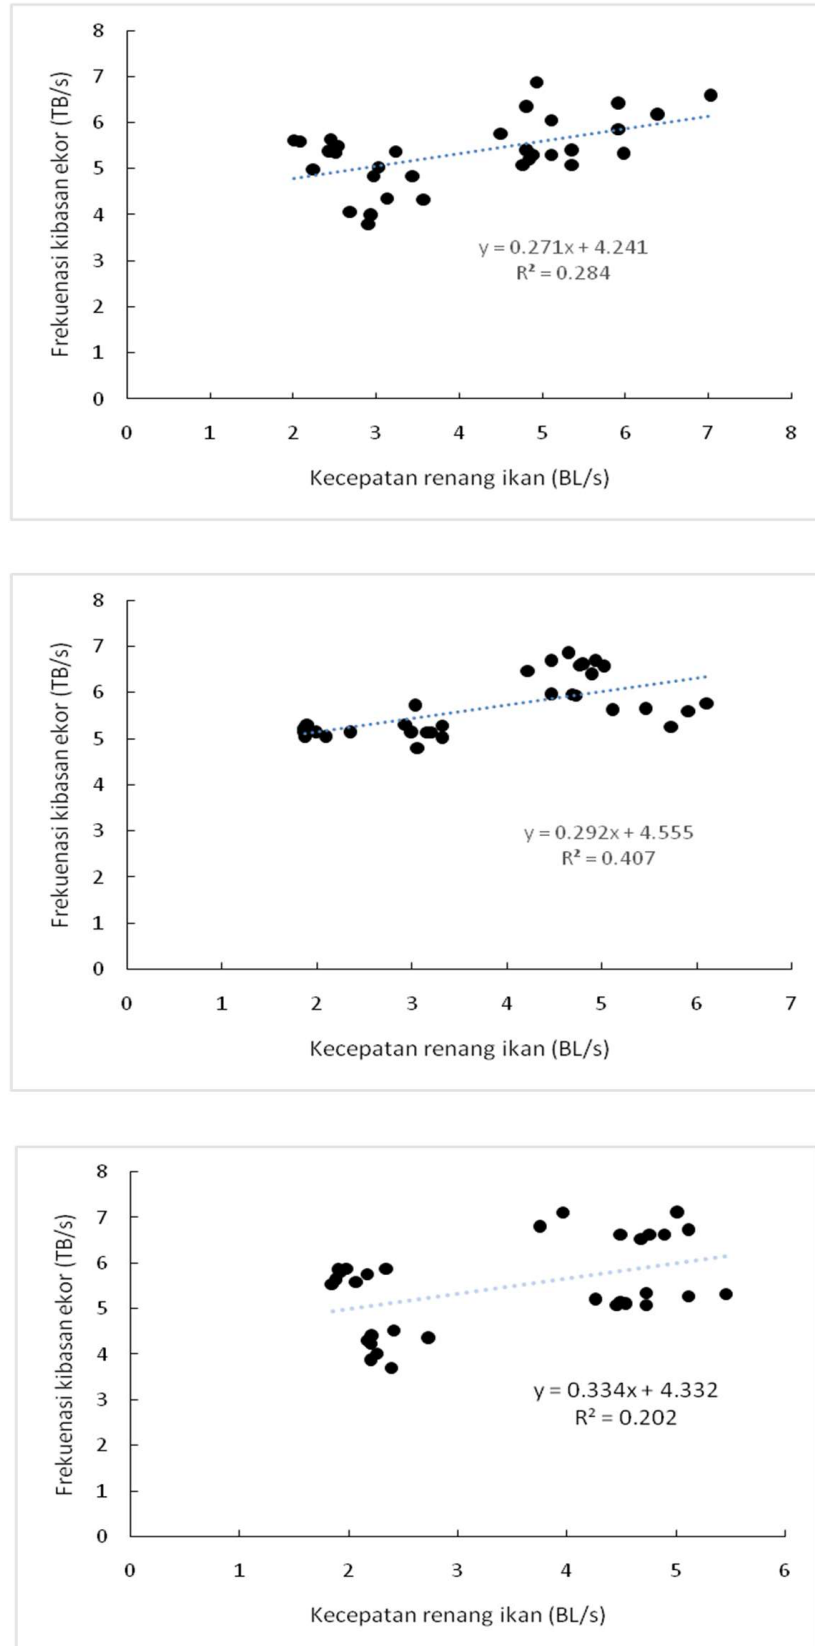 8
7
6
5
4
3
2
1
0
Frekuenasi kibasan ekor (TB/s)
y = 0.271x + 4.241
R² = 0.284
0 1 2 3 4 5 6 7 8
Kecepatan renang ikan (BL/s)
8
7
6
5
4
3
2
1
0
Frekuenasi kibasan ekor (TB/s)
y = 0.292x + 4.555
R² = 0.407
0 1 2 3 4 5 6 7
Kecepatan renang ikan (BL/s)
8
7
6
5
4
3
2
1
0
Frekuenasi kibasan ekor (TB/s)
y = 0.334x + 4.332
R² = 0.202
0 1 2 3 4 5 6
Kecepatan renang ikan (BL/s)